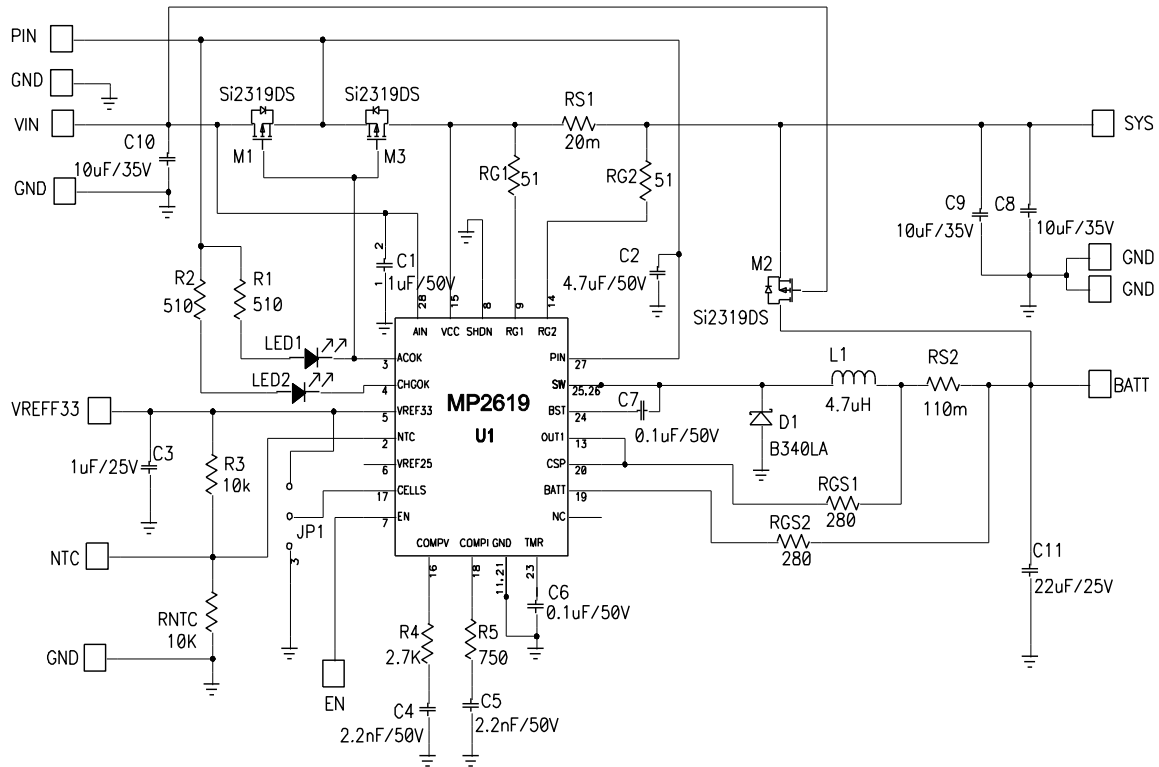 PIN
GND
VIN
GND
C10
10uF/35V
Si2319DS
M1
Si2319DS
M3
RS1
20m
RG1
51
RG2
51
SYS
C9
10uF/35V
C8
10uF/35V
GND
GND
M2
Si2319DS
2
C1
1uF/50V
1
C2
4.7uF/50V
R2
510
R1
510
LED1
LED2
28
15
8
9
14
AIN
VCC
SHDN
RG1
RG2
ACOK
3
CHGOK
4
VREF33
5
NTC
2
VREF25
6
CELLS
17
EN
7
MP2619
U1
PIN
27
SW
25,26
BST
24
OUT1
13
CSP
20
BATT
19
NC
COMPV
COMPI
GND
TMR
16
18
11,21
23
C7
0.1uF/50V
D1
B340LA
L1
4.7uH
RS2
110m
BATT
RGS1
280
RGS2
280
C11
22uF/25V
VREFF33
C3
1uF/25V
R3
10k
JP1
3
NTC
RNTC
10K
GND
EN
C6
0.1uF/50V
R4
2.7K
R5
750
C4
2.2nF/50V
C5
2.2nF/50V